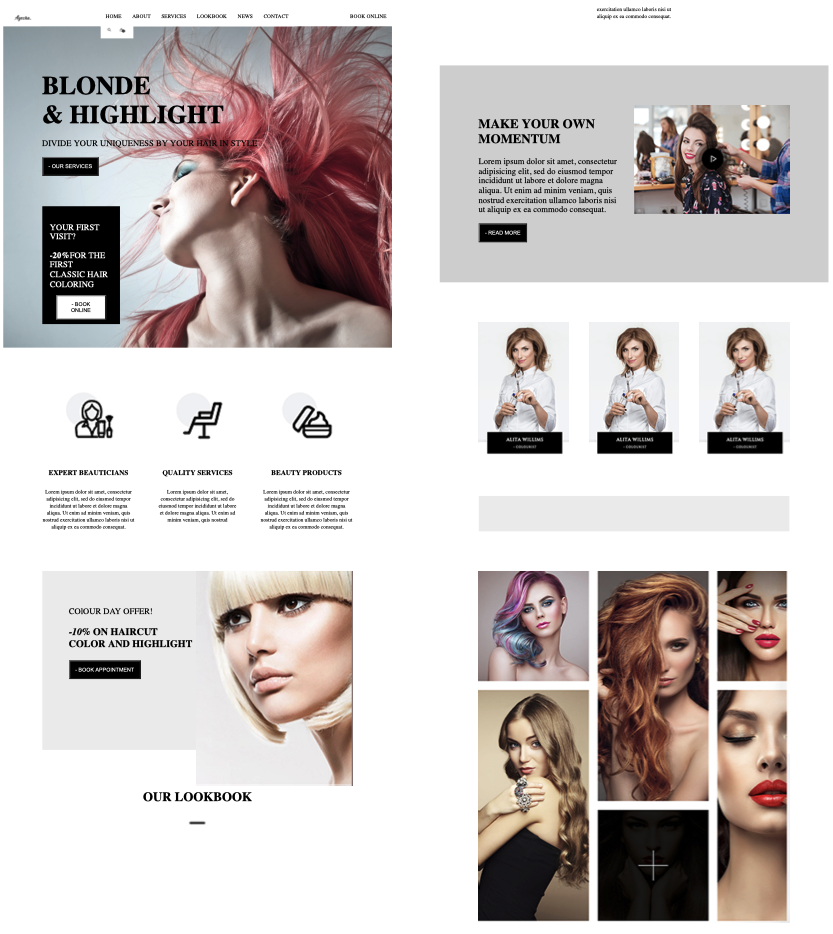 HOME ABOUT SERVICES LOOKBOOK NEWS CONTACT BOOK ONLINE
BLONDE
& HIGHLIGHT
DIVIDE YOUR UNIQUENESS BY YOUR HAIR IN STYLE
- OUR SERVICES
YOUR FIRST
VISIT?
-20%FOR THE
FIRST
CLASSIC HAIR
COLORING
- BOOK
ONLINE
EXPERT BEAUTICIANS
Lorem ipsum dolor sit amet, consectetur
adipisicing elit, sed do eiusmod tempor
incididunt ut labore et dolore magna
aliqua. Ut enim ad minim veniam, quis
nostrud exercitation ullamco laboris nisi ut
aliquip ex ea commodo consequat.
QUALITY SERVICES
Lorem ipsum dolor sit amet,
consectetur adipisicing elit, sed do
eiusmod tempor incididunt ut labore
et dolore magna aliqua. Ut enim ad
minim veniam, quis nostrud
BEAUTY PRODUCTS
Lorem ipsum dolor sit amet, consectetur
adipisicing elit, sed do eiusmod tempor
incididunt ut labore et dolore magna
aliqua. Ut enim ad minim veniam, quis
nostrud exercitation ullamco laboris nisi ut
aliquip ex ea commodo consequat.
COlOUR DAY OFFER!
-10% ON HAIRCUT
COLOR AND HIGHLIGHT
- BOOK APPOINTMENT
OUR LOOKBOOK
exercitation ullamco laboris nisi ut
aliquip ex ea commodo consequat.
MAKE YOUR OWN
MOMENTUM
Lorem ipsum dolor sit amet, consectetur
adipisicing elit, sed do eiusmod tempor
incididunt ut labore et dolore magna
aliqua. Ut enim ad minim veniam, quis
nostrud exercitation ullamco laboris nisi
ut aliquip ex ea commodo consequat.
- READ MORE
ALITA WILLIMS
ALITA WILLIMS
ALITA WILLIMS